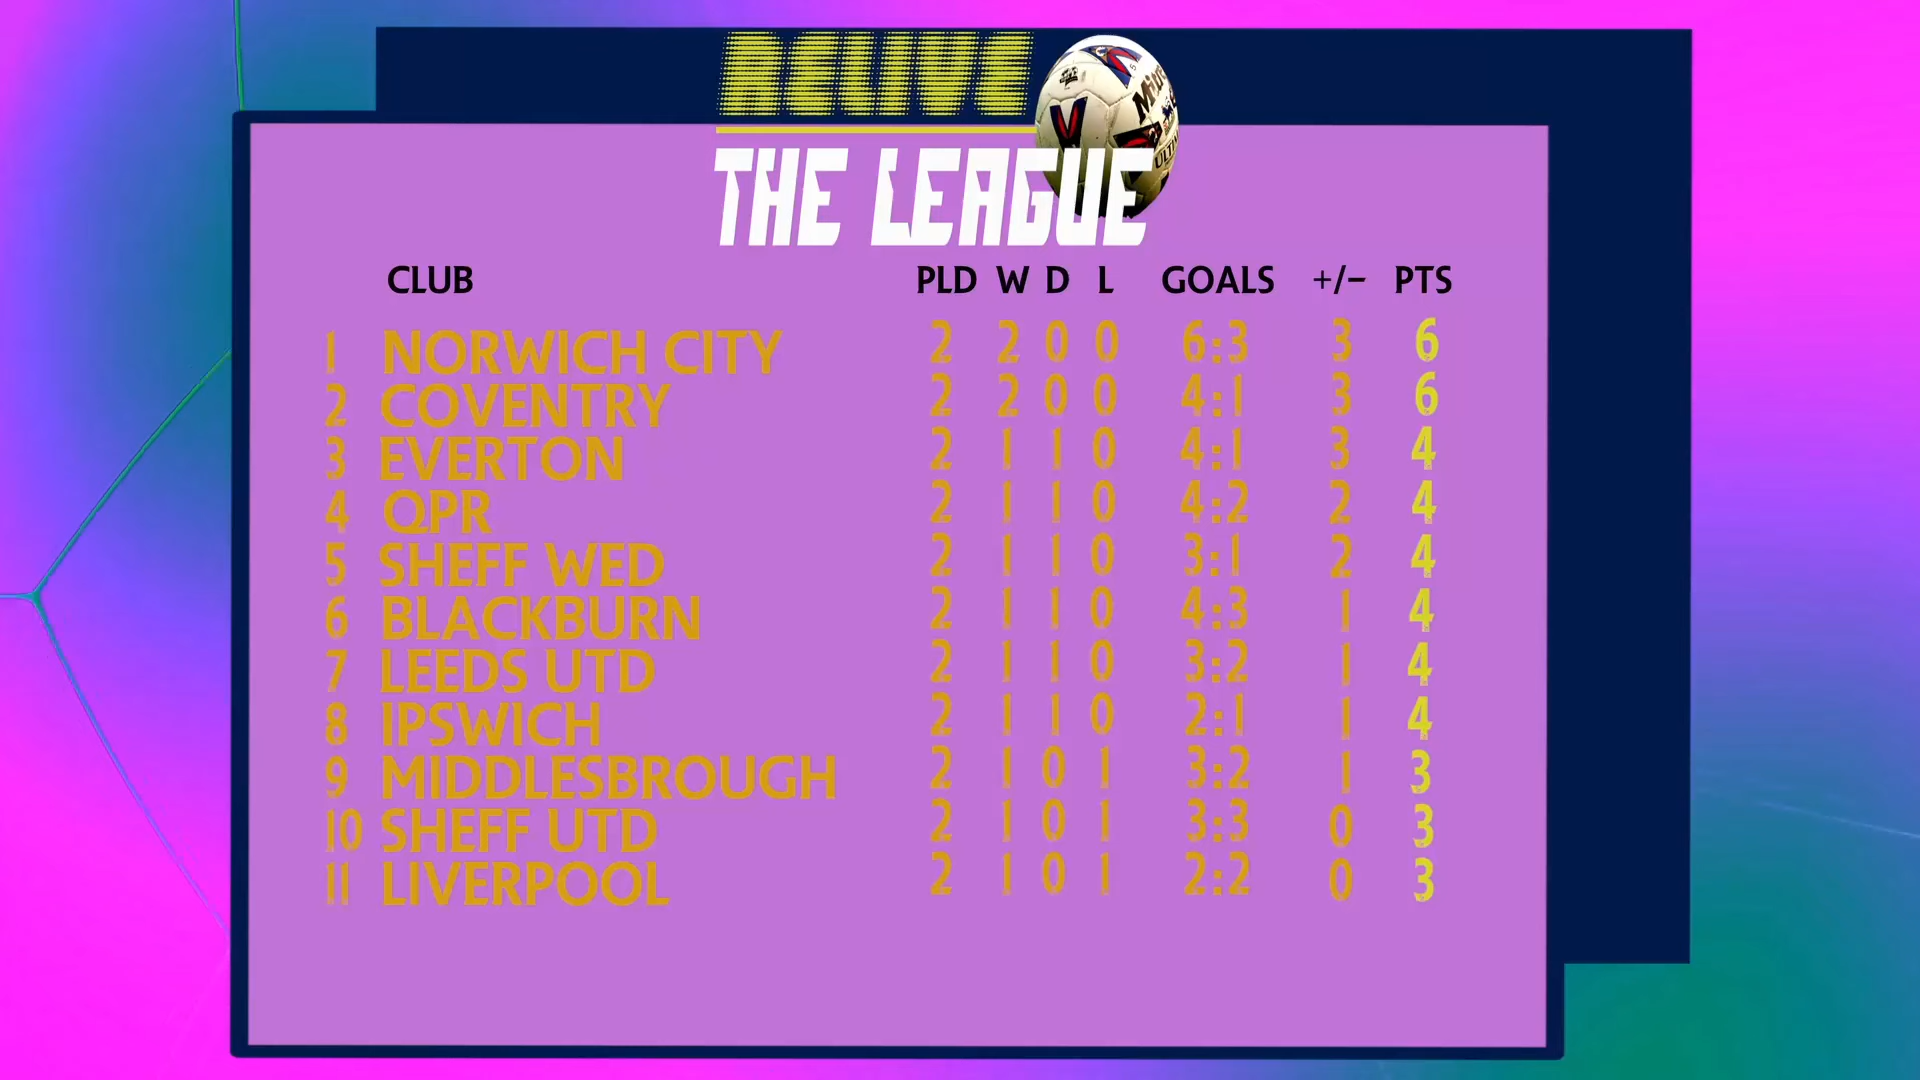 RELIVE
THE LEAGUE
CLUB PLD W D L GOALS +/- PTS
1 NORWICH CITY 2 2 0 0 6:3 3 6
2 COVENTRY 2 2 0 0 4:1 3 6
3 EVERTON 2 1 1 0 4:1 3 4
4 QPR 2 1 1 0 4:2 2 4
5 SHEFF WED 2 1 1 0 3:1 2 4
6 BLACKBURN 2 1 1 0 4:3 1 4
7 LEEDS UTD 2 1 1 0 3:2 1 4
8 IPSWICH 2 1 1 0 2:1 1 4
9 MIDDLESBROUGH 2 1 0 1 3:2 1 3
10 SHEFF UTD 2 1 0 1 3:3 0 3
11 LIVERPOOL 2 1 0 1 2:2 0 3